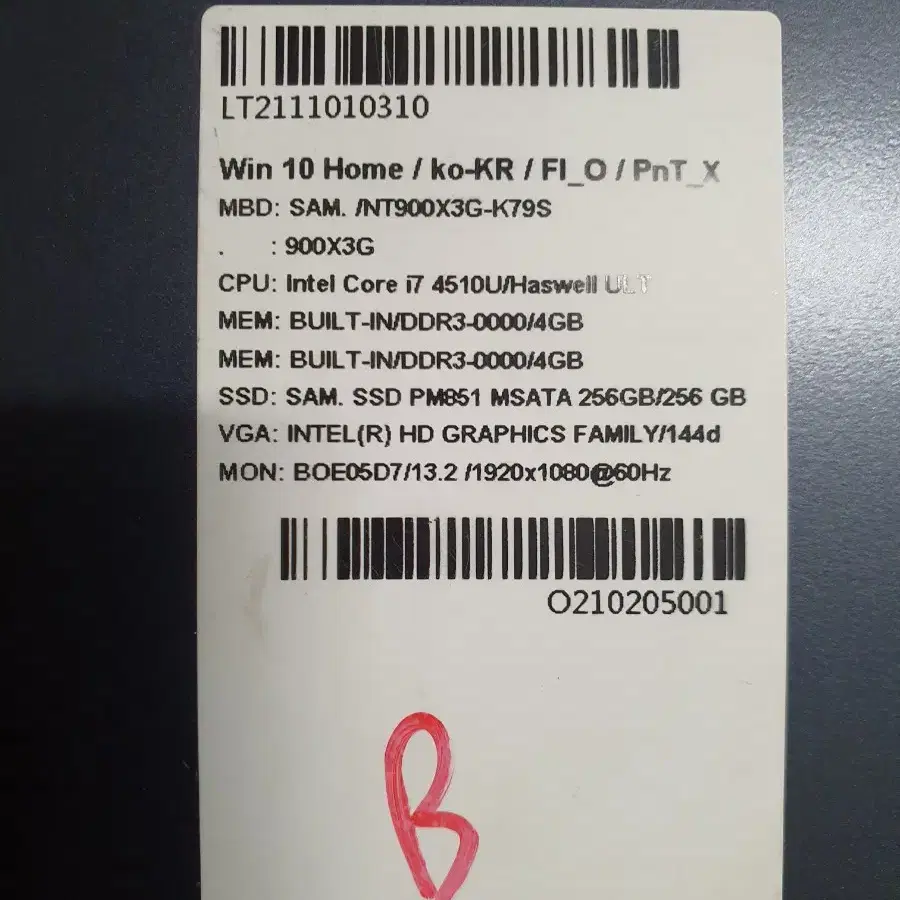 LT2111010310
Win 10 Home / ko-KR / FI_O / PnT_X
MBD: SAM. /NT900X3G-K79S
. : 900X3G
CPU: Intel Core i7 4510U/Haswell ULT
MEM: BUILT-IN/DDR3-0000/4GB
MEM: BUILT-IN/DDR3-0000/4GB
SSD: SAM. SSD PM851 MSATA 256GB/256 GB
VGA: INTEL(R) HD GRAPHICS FAMILY/144d
MON: BOE05D7/13.2 /1920x1080@60Hz
O210205001
B